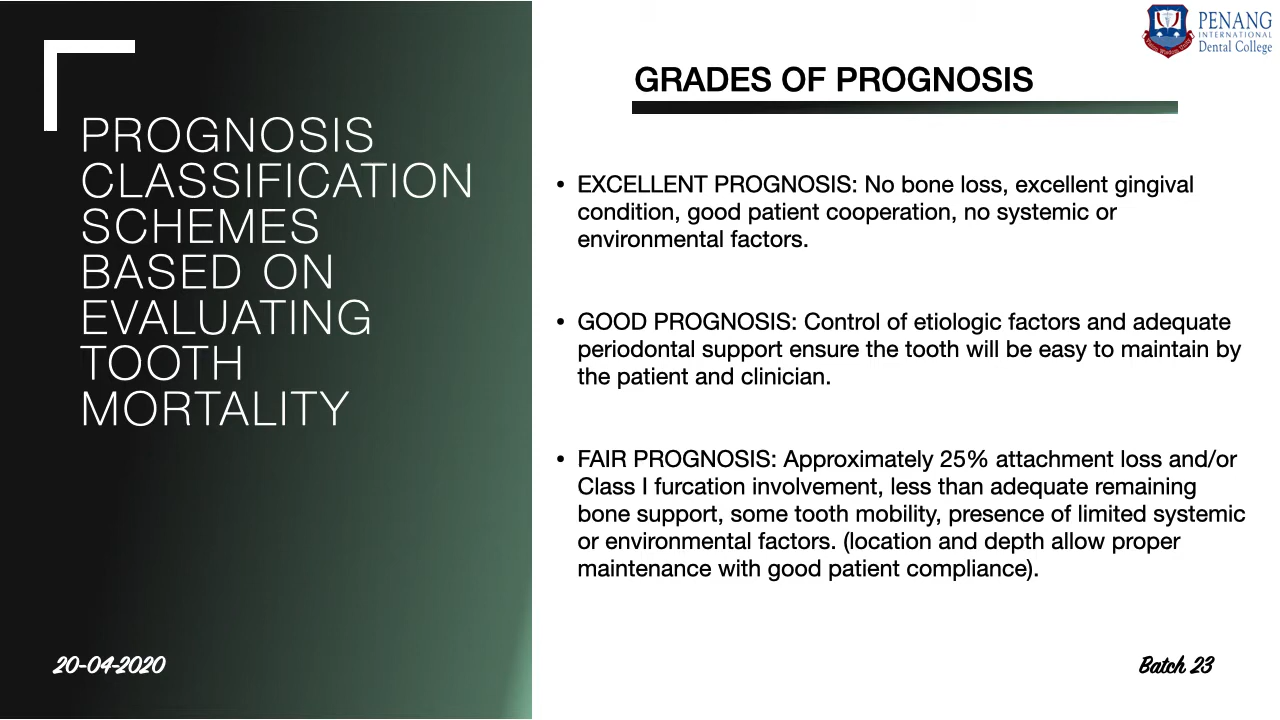 PENANG
INTERNATIONAL
Dental College
PROGNOSIS
CLASSIFICATION
SCHEMES
BASED ON
EVALUATING
TOOTH
MORTALITY
GRADES OF PROGNOSIS
• EXCELLENT PROGNOSIS: No bone loss, excellent gingival
condition, good patient cooperation, no systemic or
environmental factors.
• GOOD PROGNOSIS: Control of etiologic factors and adequate
periodontal support ensure the tooth will be easy to maintain by
the patient and clinician.
• FAIR PROGNOSIS: Approximately 25% attachment loss and/or
Class I furcation involvement, less than adequate remaining
bone support, some tooth mobility, presence of limited systemic
or environmental factors. (location and depth allow proper
maintenance with good patient compliance).
20-04-2020
Batch 23